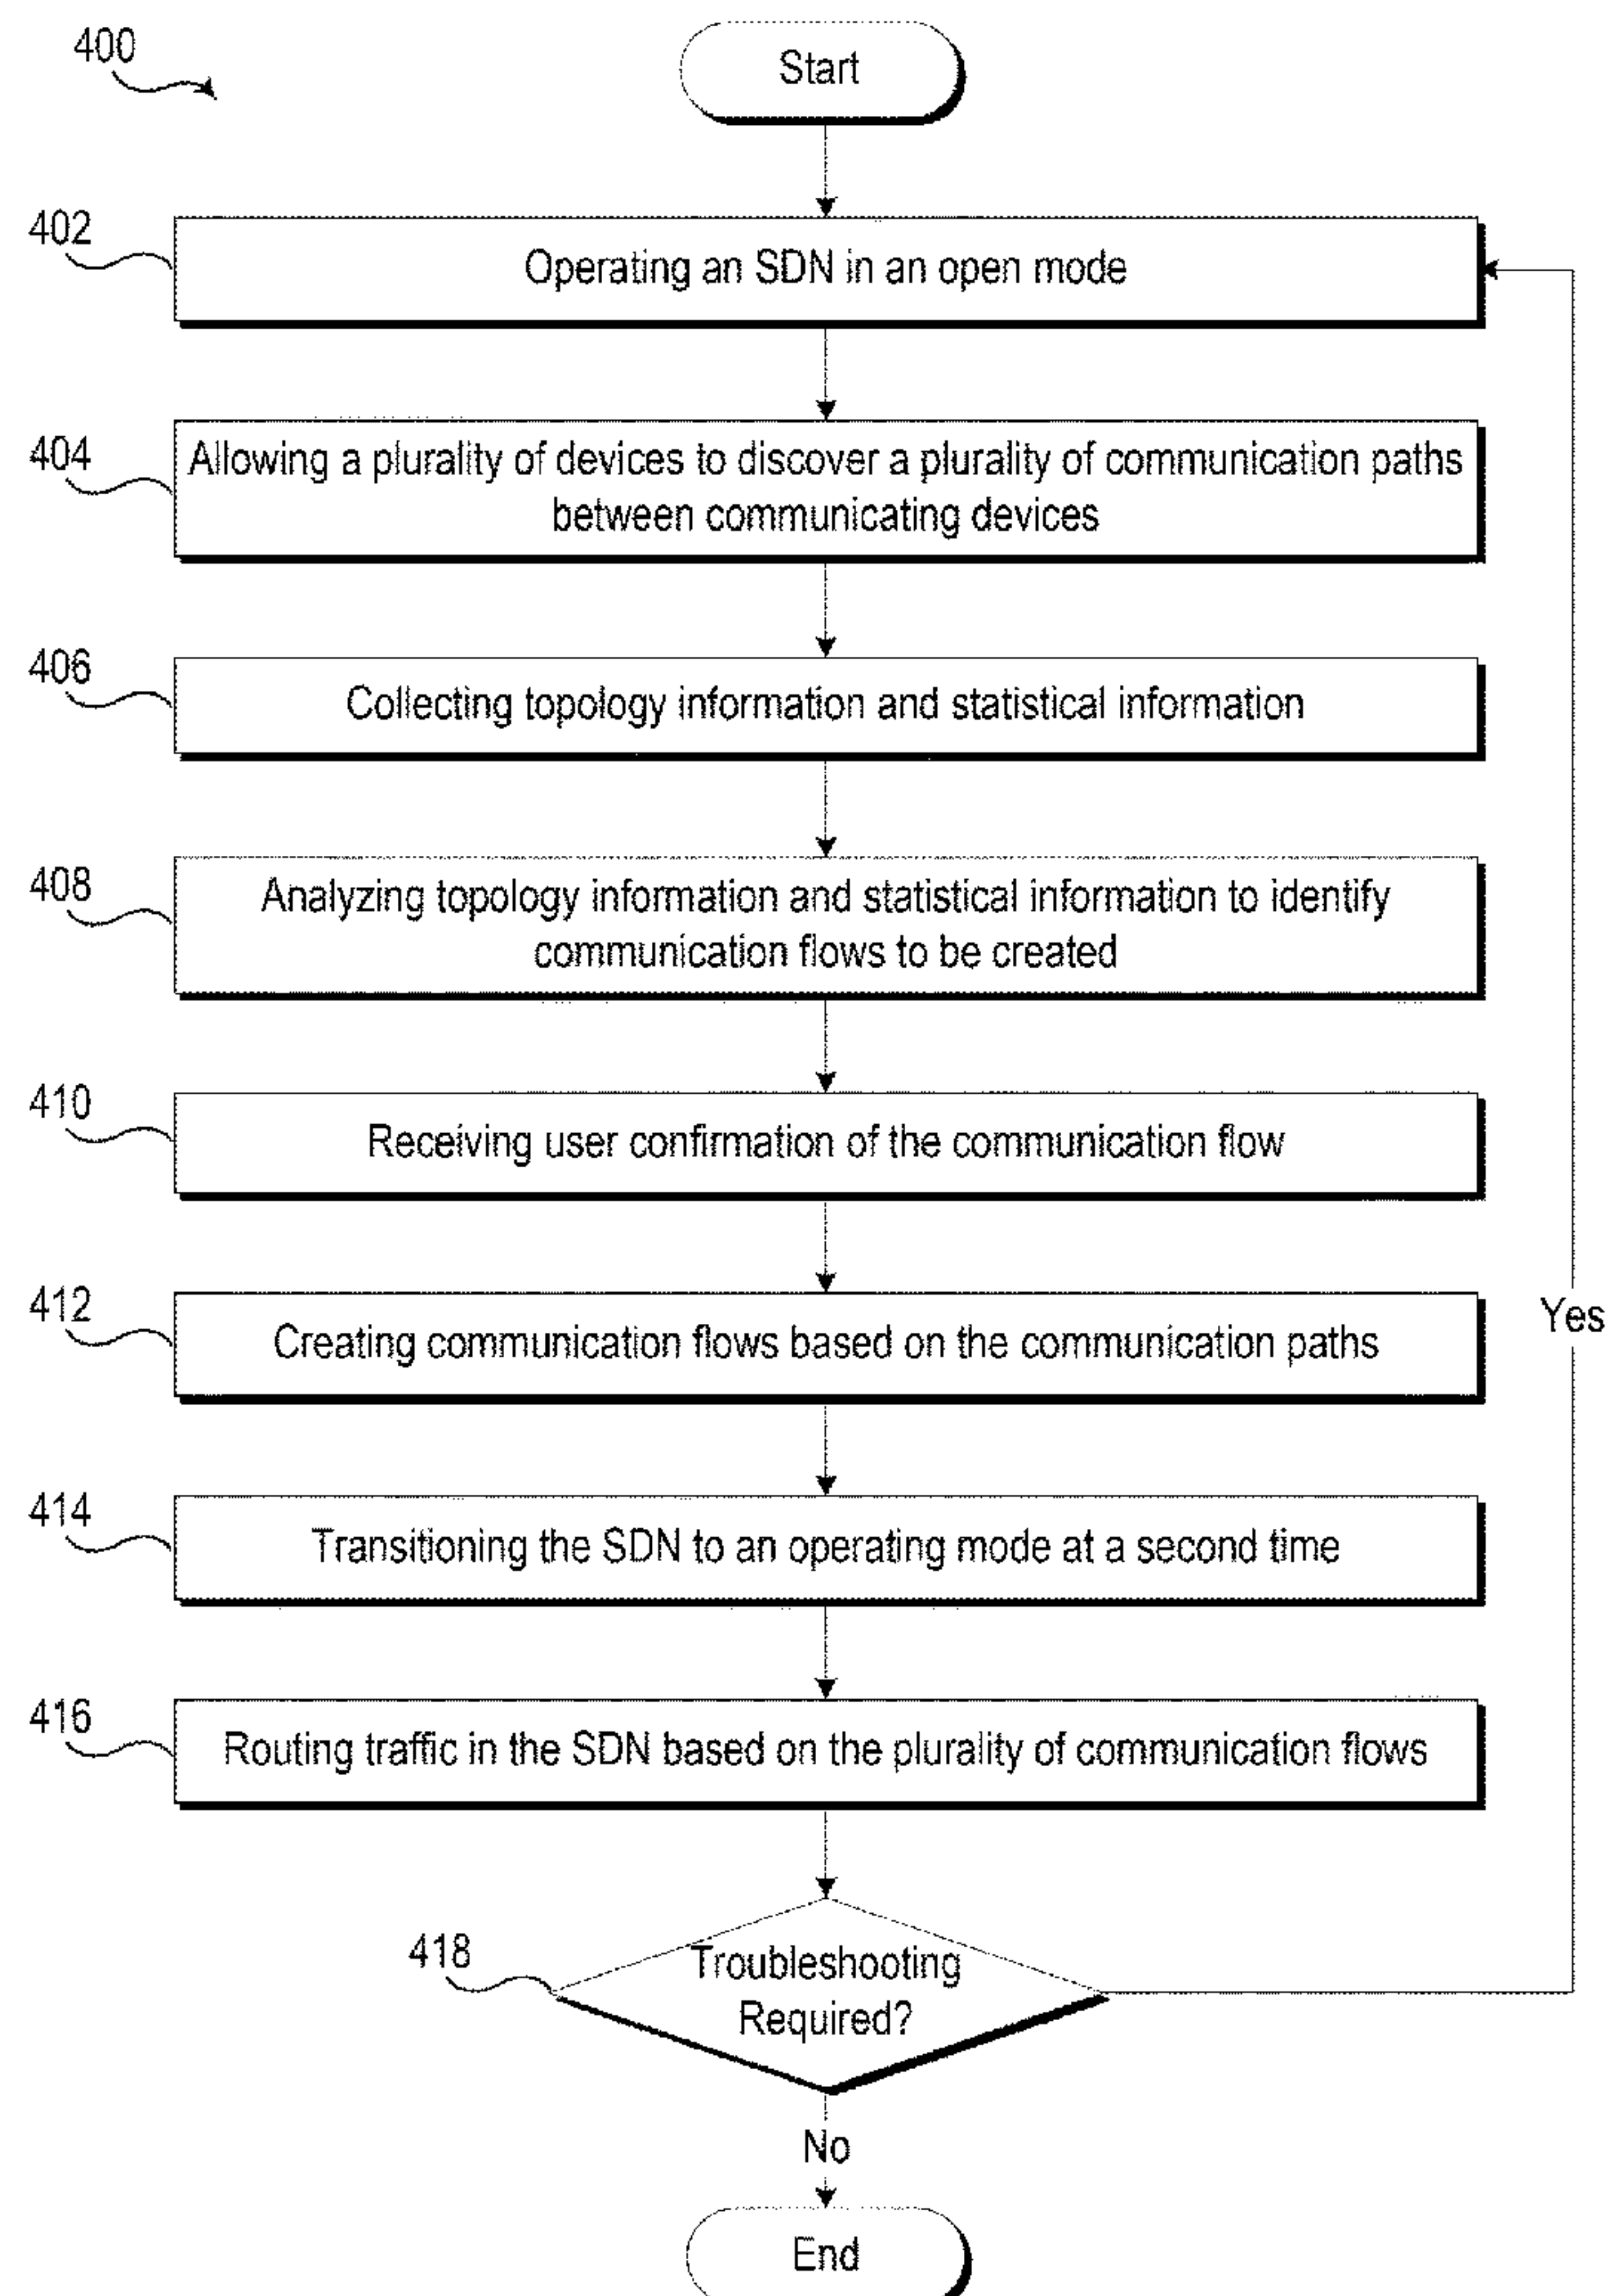 400
Start
402
Operating an SDN in an open mode
404
Allowing a plurality of devices to discover a plurality of communication paths
between communicating devices
406
Collecting topology information and statistical information
408
Analyzing topology information and statistical information to identify
communication flows to be created
410
Receiving user confirmation of the communication flow
412
Creating communication flows based on the communication paths
Yes
414
Transitioning the SDN to an operating mode at a second time
416
Routing traffic in the SDN based on the plurality of communication flows
418
Troubleshooting
Required?
No
End